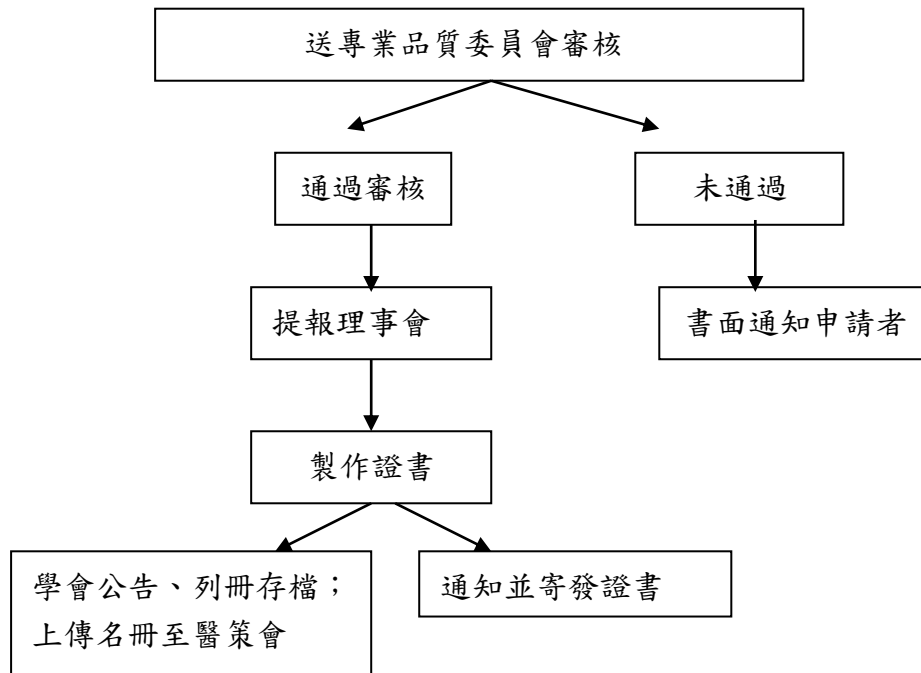 送專業品質委員會審核
通過審核
未通過
提報理事會
書面通知申請者
製作證書
學會公告、列冊存檔；
上傳名冊至醫策會
通知並寄發證書